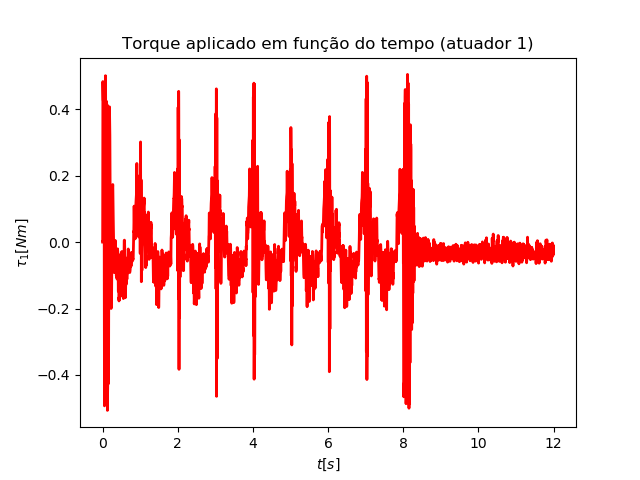 Torque aplicado em função do tempo (atuador 1)
τ₁[Nm]
0.4
0.2
0.0
−0.2
−0.4
0 2 4 6 8 10 12
t[s]